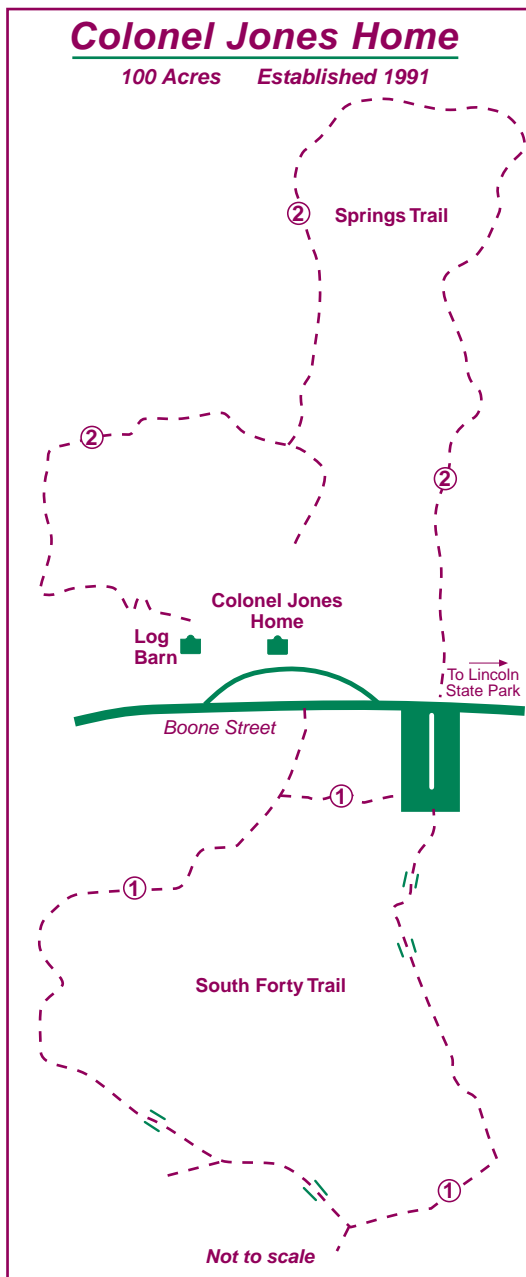 Colonel Jones Home
100 Acres Established 1991
2
Springs Trail
2
2
Colonel Jones
Home
Log
Barn
To Lincoln
State Park
Boone Street
1
1
South Forty Trail
1
Not to scale